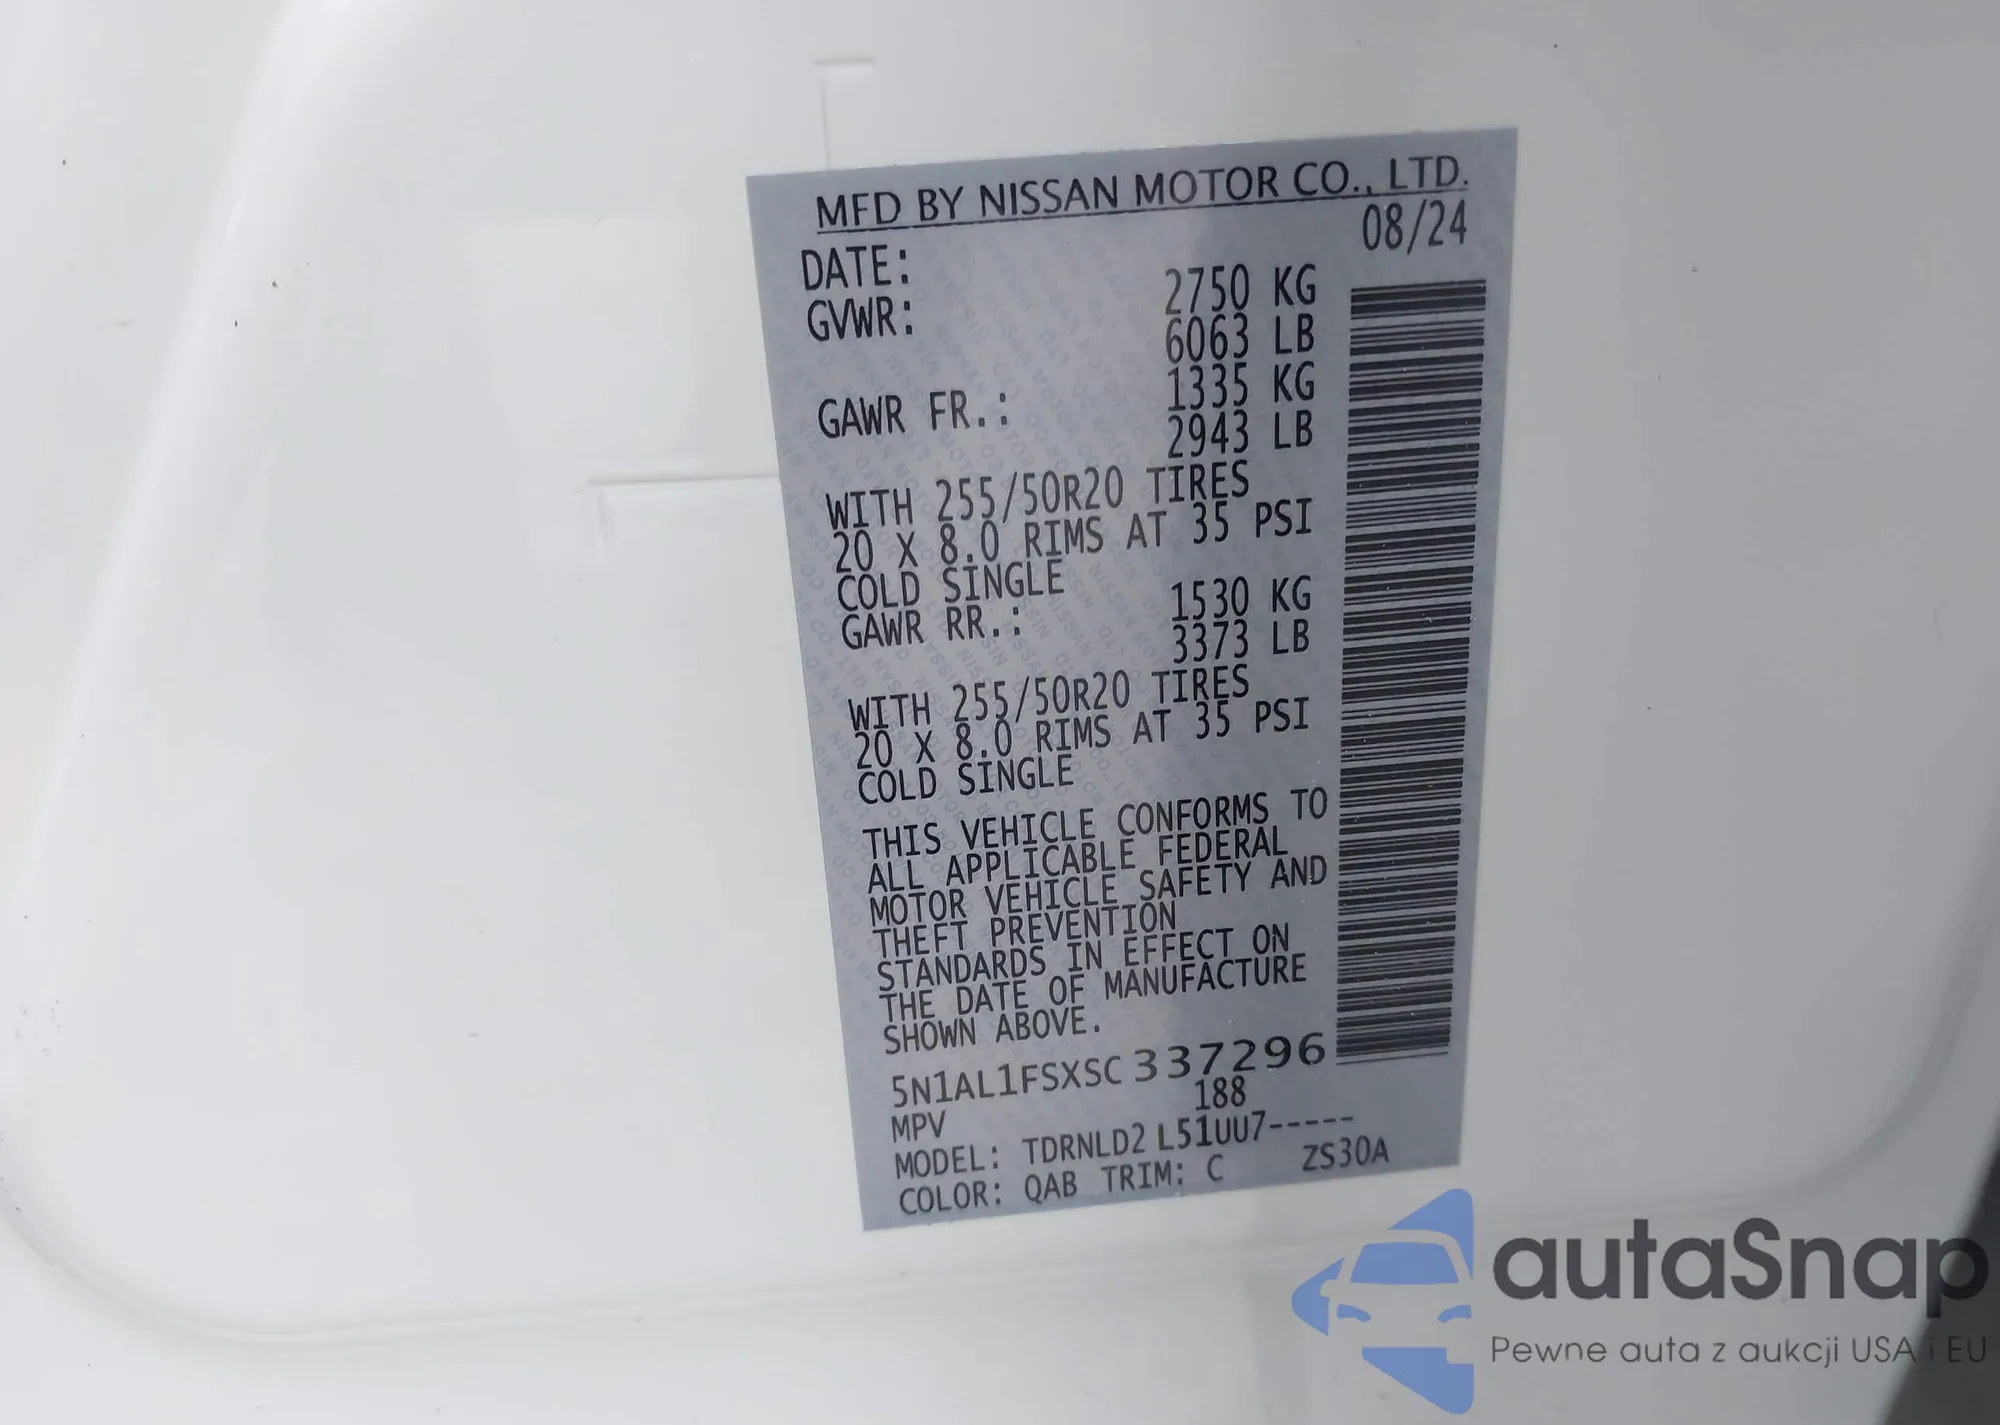 MFD BY NISSAN MOTOR CO., LTD.
DATE: 08/24
GVWR: 2750 KG
6063 LB
GAWR FR.: 1335 KG
2943 LB
WITH 255/50R20 TIRES
20 X 8.0 RIMS AT 35 PSI
COLD SINGLE
GAWR RR.: 1530 KG
3373 LB
WITH 255/50R20 TIRES
20 X 8.0 RIMS AT 35 PSI
COLD SINGLE
THIS VEHICLE CONFORMS TO
ALL APPLICABLE FEDERAL
MOTOR VEHICLE SAFETY AND
THEFT PREVENTION
STANDARDS IN EFFECT ON
THE DATE OF MANUFACTURE
SHOWN ABOVE.
5N1AL1FSXSC337296
MPV 188
MODEL: TDRNLD2 L51UU7-----
COLOR: QAB TRIM: C ZS30A
autaSnap
Pewne auta z aukcji USA i EU